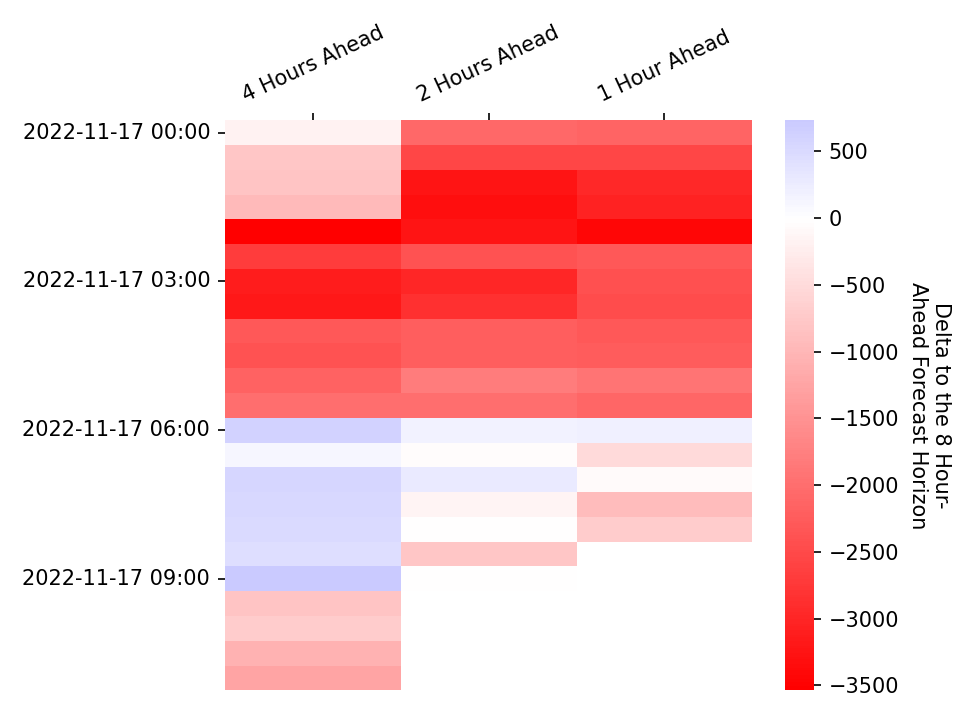 4 Hours Ahead
2 Hours Ahead
1 Hour Ahead
2022-11-17 00:00
2022-11-17 03:00
2022-11-17 06:00
2022-11-17 09:00
500
0
−500
−1000
−1500
−2000
−2500
−3000
−3500
Delta to the 8 Hour-
Ahead Forecast Horizon